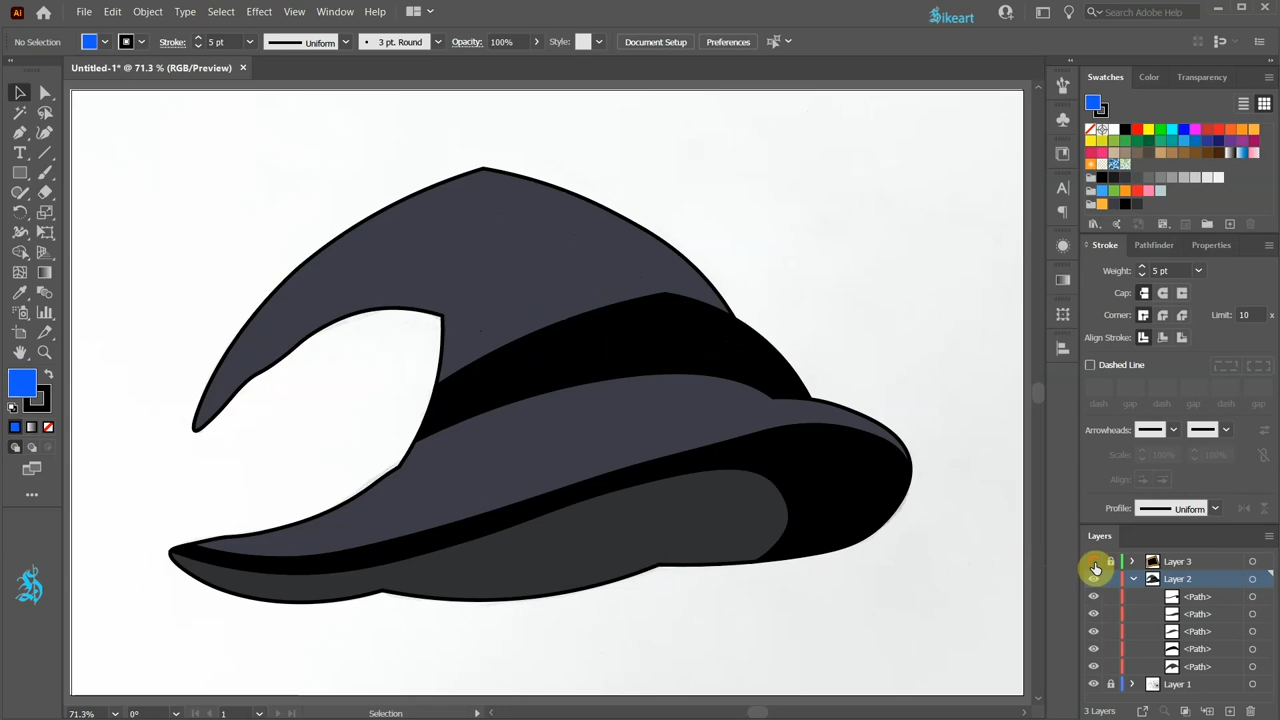 Ai File Edit Object Type Select Effect View Window Help
Sikeart
Search Adobe Help
No Selection
Stroke: 5 pt
Uniform
3 pt. Round
Opacity: 100%
Style:
Document Setup
Preferences
Untitled-1* @ 71.3 % (RGB/Preview) ×
Swatches Color Transparency
Stroke Pathfinder Properties
Weight: 5 pt
Cap:
Corner: Limit: 10 x
Align Stroke:
Dashed Line
dash gap dash gap dash gap
Arrowheads:
Scale: 100% 100%
Align:
Profile: Uniform
Layers
Layer 3
Layer 2
<Path>
<Path>
<Path>
<Path>
<Path>
Layer 1
3 Layers
71.3% 0° 1 Selection